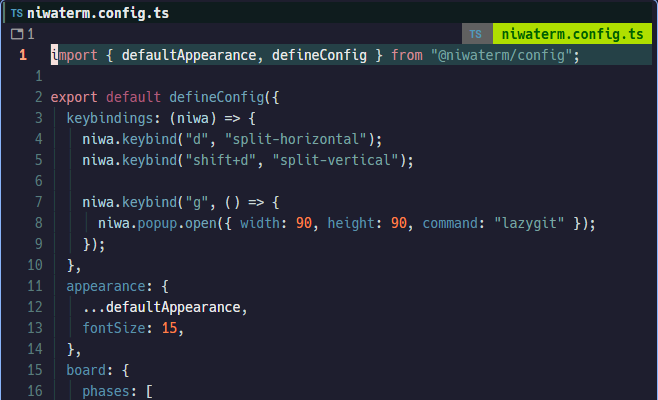 TS niwaterm.config.ts
1 TS niwaterm.config.ts
1 import { defaultAppearance, defineConfig } from "@niwaterm/config";
1
2 export default defineConfig({
3 keybindings: (niwa) => {
4 niwa.keybind("d", "split-horizontal");
5 niwa.keybind("shift+d", "split-vertical");
6
7 niwa.keybind("g", () => {
8 niwa.popup.open({ width: 90, height: 90, command: "lazygit" });
9 });
10 },
11 appearance: {
12 ...defaultAppearance,
13 fontSize: 15,
14 },
15 board: {
16 phases: [